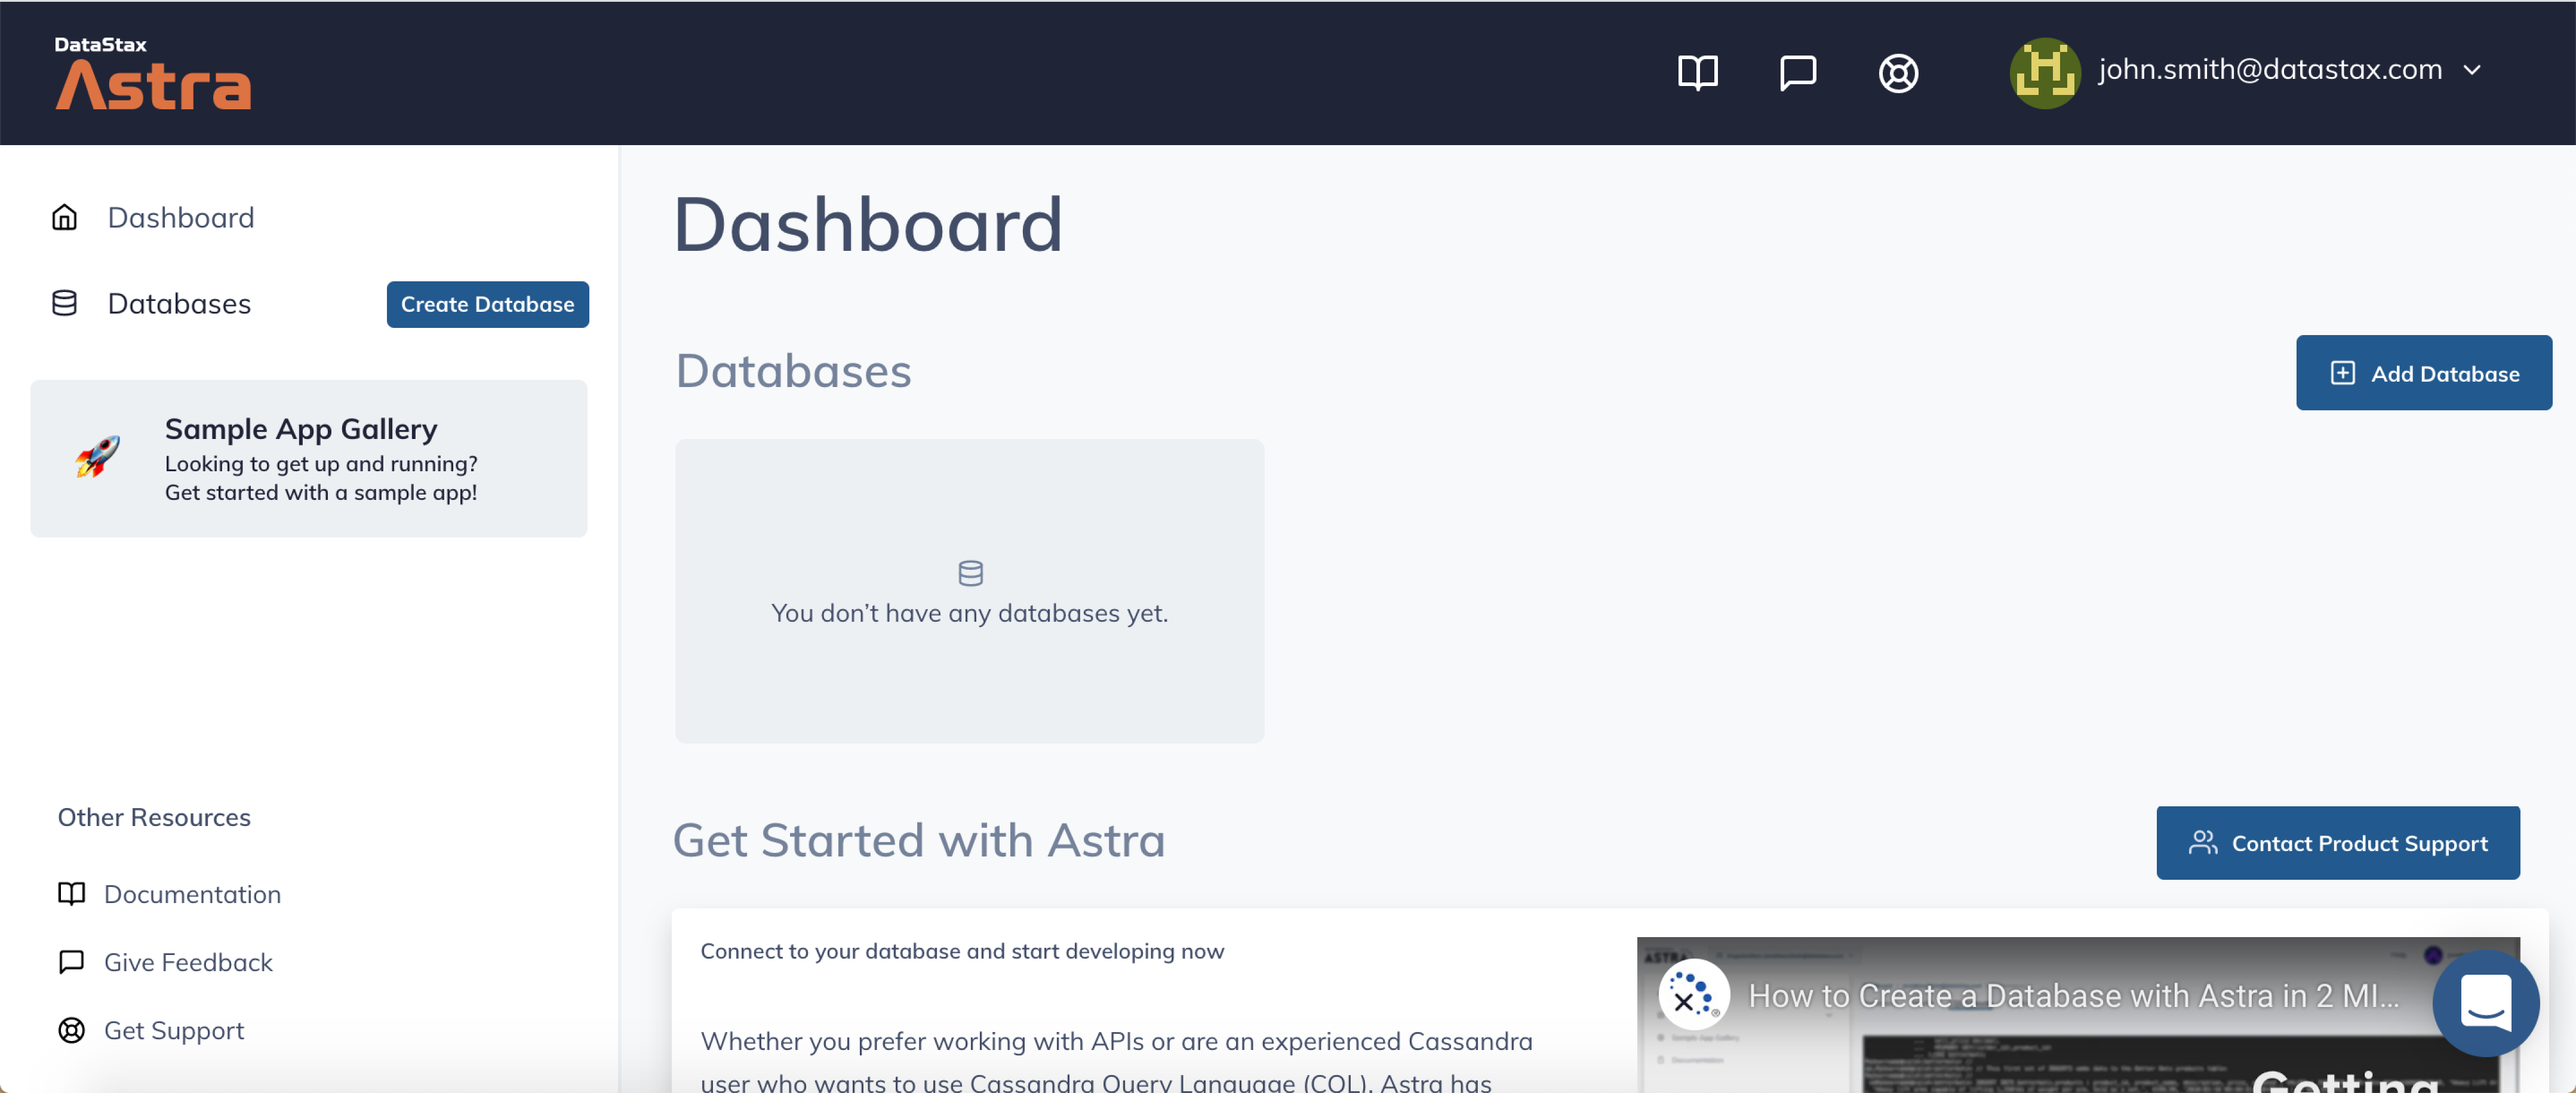 DataStax
Astra
john.smith@datastax.com
Dashboard
Databases
Create Database
Sample App Gallery
Looking to get up and running?
Get started with a sample app!
Other Resources
Documentation
Give Feedback
Get Support
Dashboard
Databases
Add Database
You don’t have any databases yet.
Get Started with Astra
Contact Product Support
Connect to your database and start developing now
Whether you prefer working with APIs or are an experienced Cassandra
user who wants to use Cassandra Query Language (CQL), Astra has
How to Create a Database with Astra in 2 MI...
Getting